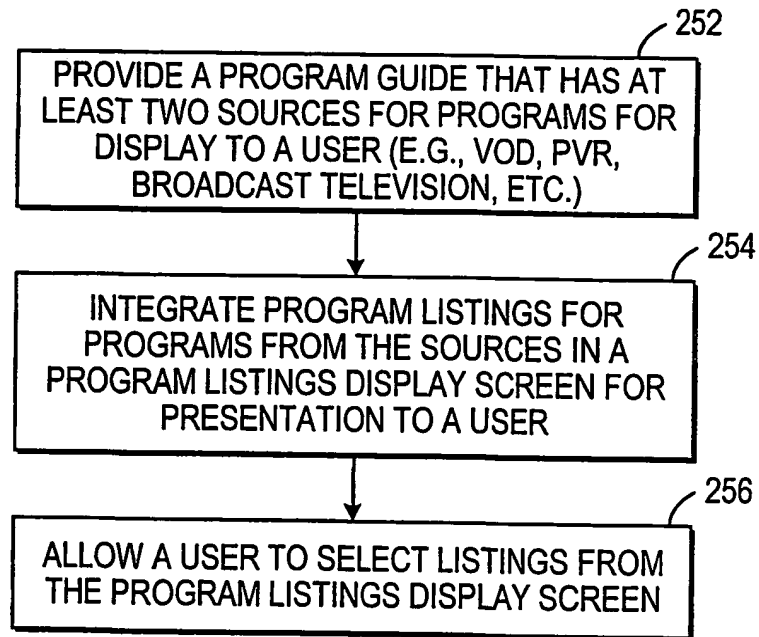 252
PROVIDE A PROGRAM GUIDE THAT HAS AT
LEAST TWO SOURCES FOR PROGRAMS FOR
DISPLAY TO A USER (E.G., VOD, PVR,
BROADCAST TELEVISION, ETC.)
254
INTEGRATE PROGRAM LISTINGS FOR
PROGRAMS FROM THE SOURCES IN A
PROGRAM LISTINGS DISPLAY SCREEN FOR
PRESENTATION TO A USER
256
ALLOW A USER TO SELECT LISTINGS FROM
THE PROGRAM LISTINGS DISPLAY SCREEN